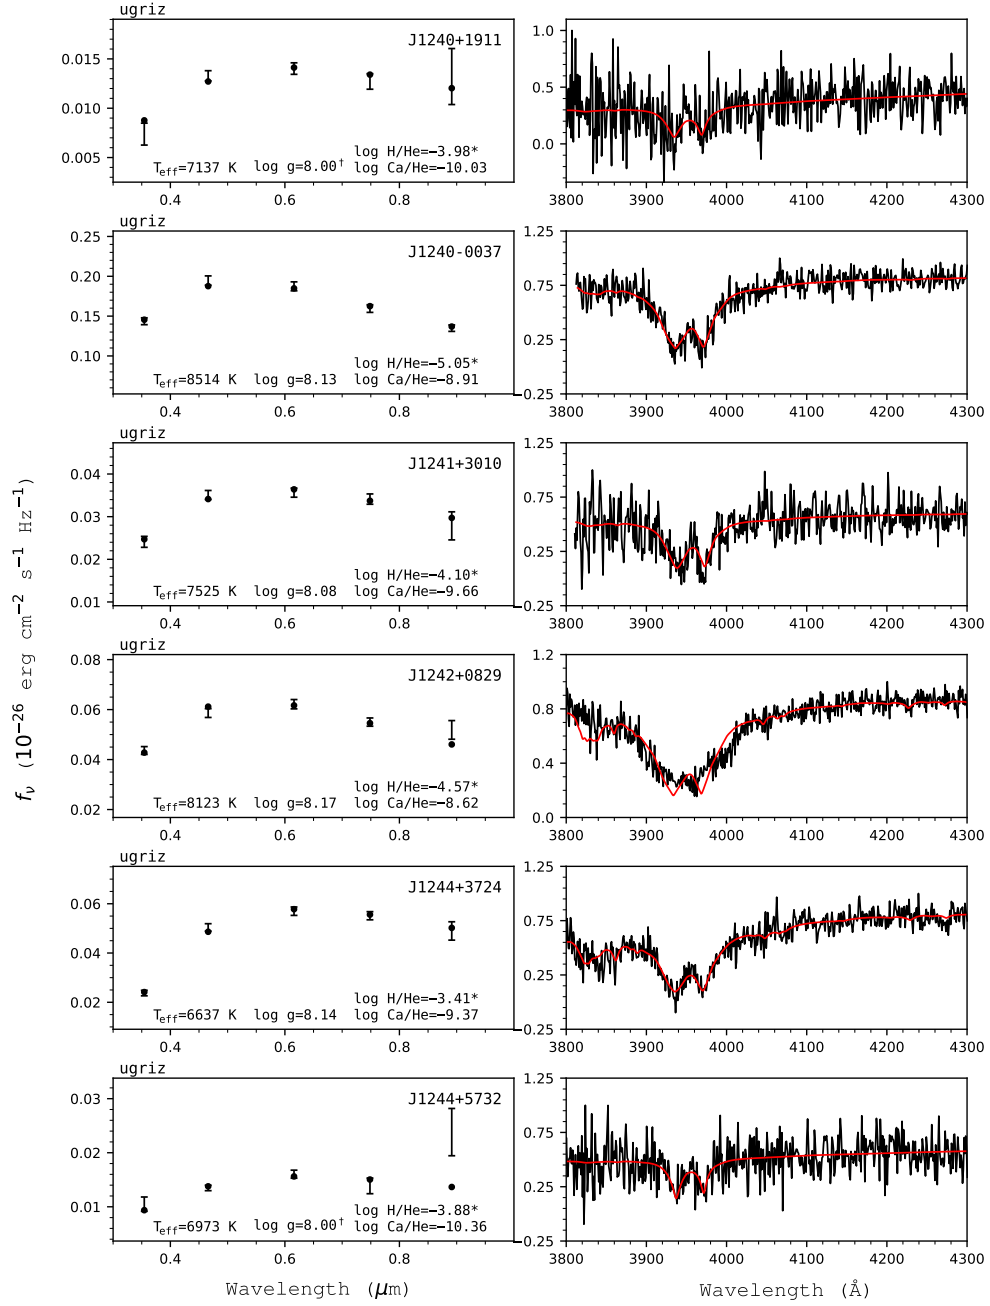 ugriz
J1240+1911
0.015
0.010
0.005
log H/He=−3.98*
T_eff=7137 K log g=8.00† log Ca/He=−10.03
0.4 0.6 0.8
1.0
0.5
0.0
3800 3900 4000 4100 4200 4300
ugriz
J1240-0037
0.25
0.20
0.15
0.10
log H/He=−5.05*
T_eff=8514 K log g=8.13 log Ca/He=−8.91
0.4 0.6 0.8
1.25
0.75
0.25
−0.25
3800 3900 4000 4100 4200 4300
ugriz
J1241+3010
0.04
0.03
0.02
0.01
log H/He=−4.10*
T_eff=7525 K log g=8.08 log Ca/He=−9.66
0.4 0.6 0.8
1.25
0.75
0.25
−0.25
3800 3900 4000 4100 4200 4300
f_ν (10⁻²⁶ erg cm⁻² s⁻¹ Hz⁻¹)
ugriz
J1242+0829
0.08
0.06
0.04
0.02
log H/He=−4.57*
T_eff=8123 K log g=8.17 log Ca/He=−8.62
0.4 0.6 0.8
1.2
0.8
0.4
0.0
3800 3900 4000 4100 4200 4300
ugriz
J1244+3724
0.06
0.04
0.02
log H/He=−3.41*
T_eff=6637 K log g=8.14 log Ca/He=−9.37
0.4 0.6 0.8
1.25
0.75
0.25
−0.25
3800 3900 4000 4100 4200 4300
ugriz
J1244+5732
0.03
0.02
0.01
log H/He=−3.88*
T_eff=6973 K log g=8.00† log Ca/He=−10.36
0.4 0.6 0.8
1.25
0.75
0.25
−0.25
3800 3900 4000 4100 4200 4300
Wavelength (μm)
Wavelength (Å)